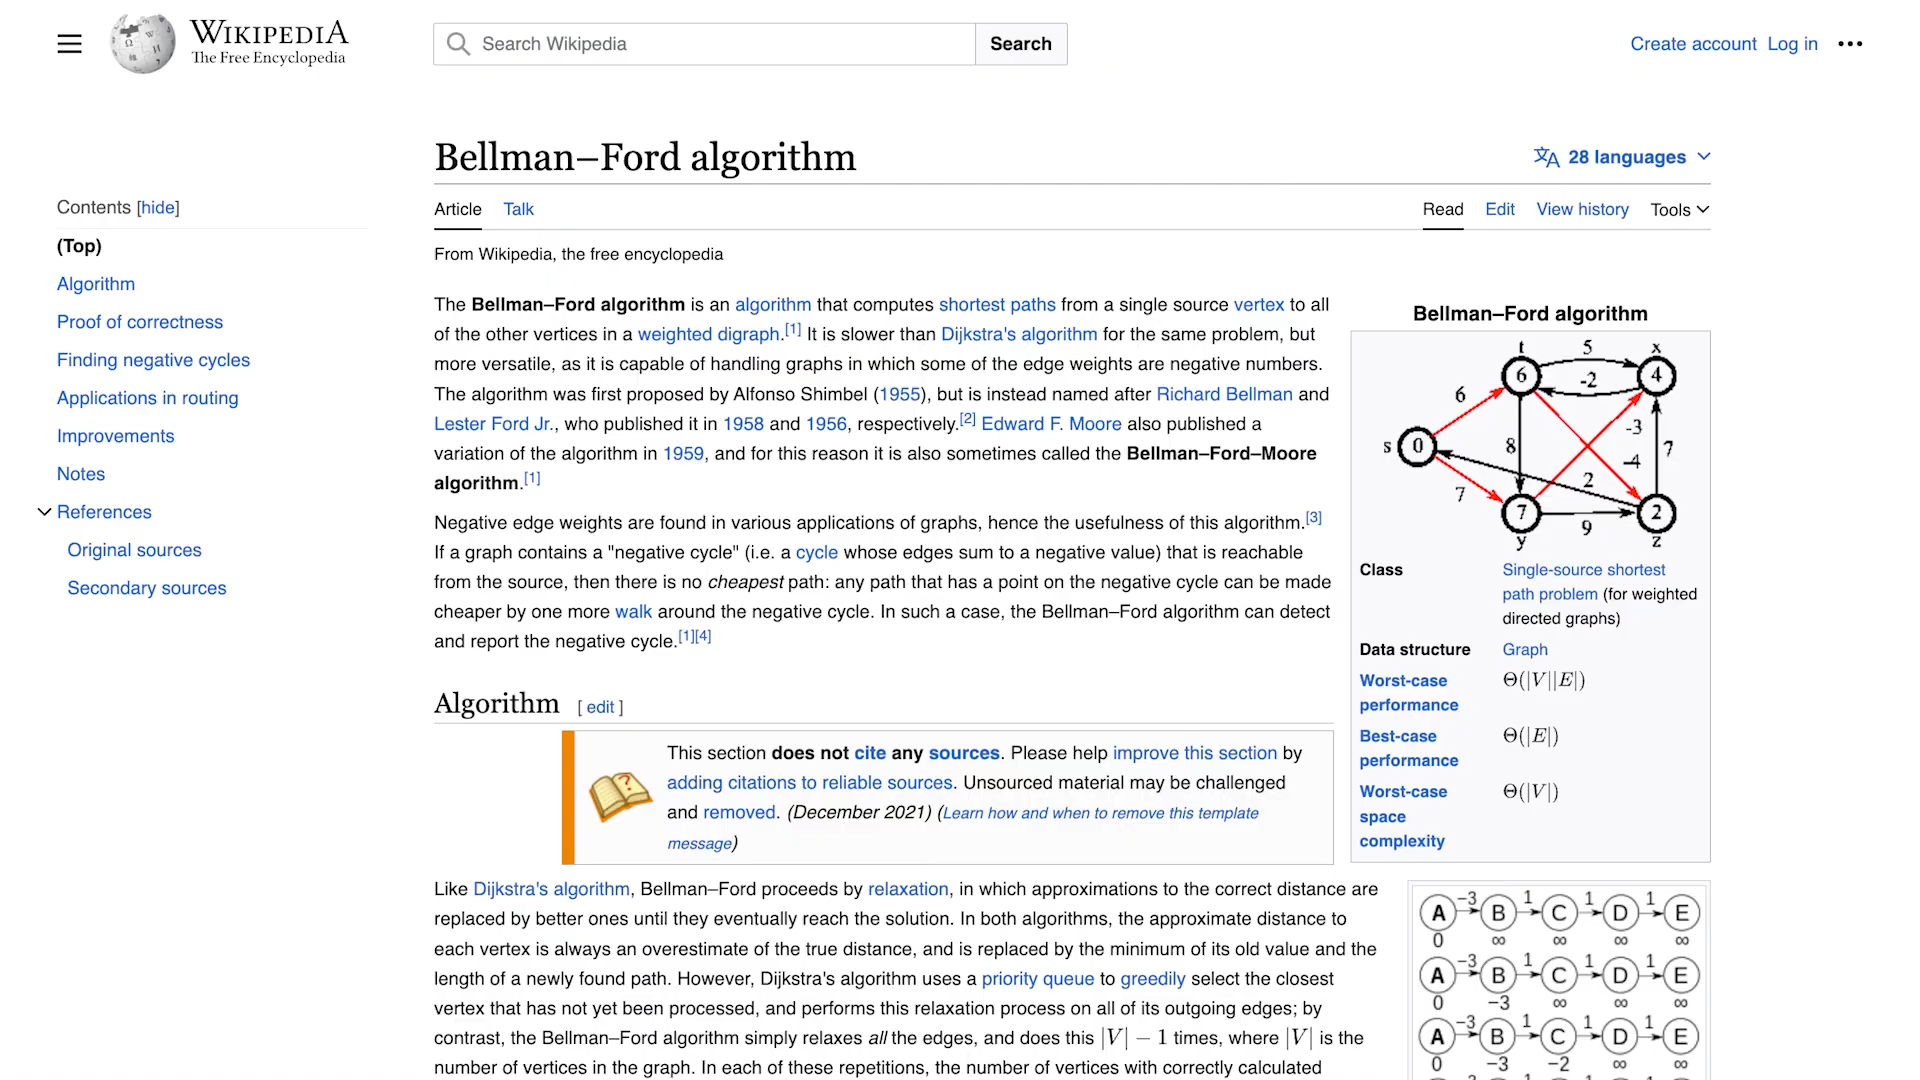 WIKIPEDIA
The Free Encyclopedia
Search Wikipedia
Search
Create account Log in
Bellman–Ford algorithm
28 languages
Article Talk
Read Edit View history Tools
Contents [hide]
(Top)
Algorithm
Proof of correctness
Finding negative cycles
Applications in routing
Improvements
Notes
References
Original sources
Secondary sources
From Wikipedia, the free encyclopedia
The Bellman–Ford algorithm is an algorithm that computes shortest paths from a single source vertex to all
of the other vertices in a weighted digraph.[1] It is slower than Dijkstra's algorithm for the same problem, but
more versatile, as it is capable of handling graphs in which some of the edge weights are negative numbers.
The algorithm was first proposed by Alfonso Shimbel (1955), but is instead named after Richard Bellman and
Lester Ford Jr., who published it in 1958 and 1956, respectively.[2] Edward F. Moore also published a
variation of the algorithm in 1959, and for this reason it is also sometimes called the Bellman–Ford–Moore
algorithm.[1]
Negative edge weights are found in various applications of graphs, hence the usefulness of this algorithm.[3]
If a graph contains a "negative cycle" (i.e. a cycle whose edges sum to a negative value) that is reachable
from the source, then there is no cheapest path: any path that has a point on the negative cycle can be made
cheaper by one more walk around the negative cycle. In such a case, the Bellman–Ford algorithm can detect
and report the negative cycle.[1][4]
Bellman–Ford algorithm
t 5 x
6 -2 4
6
-3
s 0 8 7
-4
2
7
7 9 2
y z
Class Single-source shortest
path problem (for weighted
directed graphs)
Data structure Graph
Worst-case Θ(|V||E|)
performance
Best-case Θ(|E|)
performance
Worst-case Θ(|V|)
space
complexity
Algorithm [ edit ]
This section does not cite any sources. Please help improve this section by
adding citations to reliable sources. Unsourced material may be challenged
and removed. (December 2021) (Learn how and when to remove this template
message)
Like Dijkstra's algorithm, Bellman–Ford proceeds by relaxation, in which approximations to the correct distance are
replaced by better ones until they eventually reach the solution. In both algorithms, the approximate distance to
each vertex is always an overestimate of the true distance, and is replaced by the minimum of its old value and the
length of a newly found path. However, Dijkstra's algorithm uses a priority queue to greedily select the closest
vertex that has not yet been processed, and performs this relaxation process on all of its outgoing edges; by
contrast, the Bellman–Ford algorithm simply relaxes all the edges, and does this |V| − 1 times, where |V| is the
number of vertices in the graph. In each of these repetitions, the number of vertices with correctly calculated
A −3 B 1 C 1 D 1 E
0 ∞ ∞ ∞ ∞
A −3 B 1 C 1 D 1 E
0 −3 ∞ ∞ ∞
A −3 B 1 C 1 D 1 E
0 −3 −2 ∞ ∞